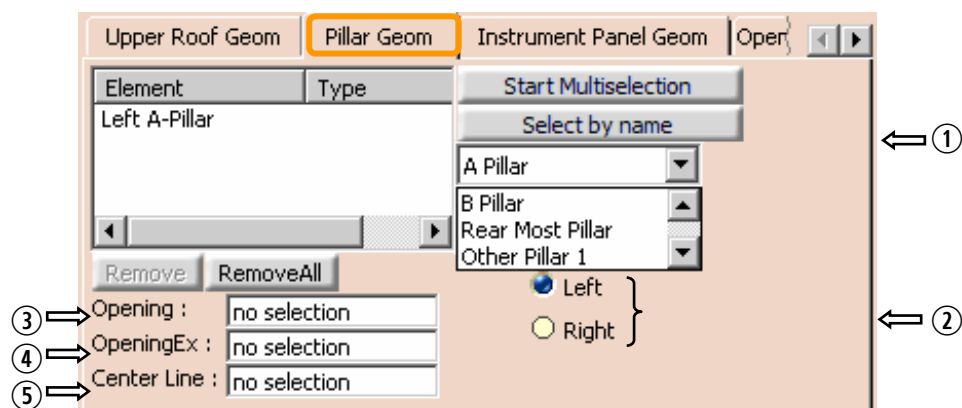 Upper Roof Geom Pillar Geom Instrument Panel Geom Open
Element Type Start Multiselection
Left A-Pillar Select by name
①
A Pillar
B Pillar
Rear Most Pillar
Other Pillar 1
Remove RemoveAll
Left
③ Opening : no selection ②
Right
④ OpeningEx : no selection
⑤ Center Line : no selection